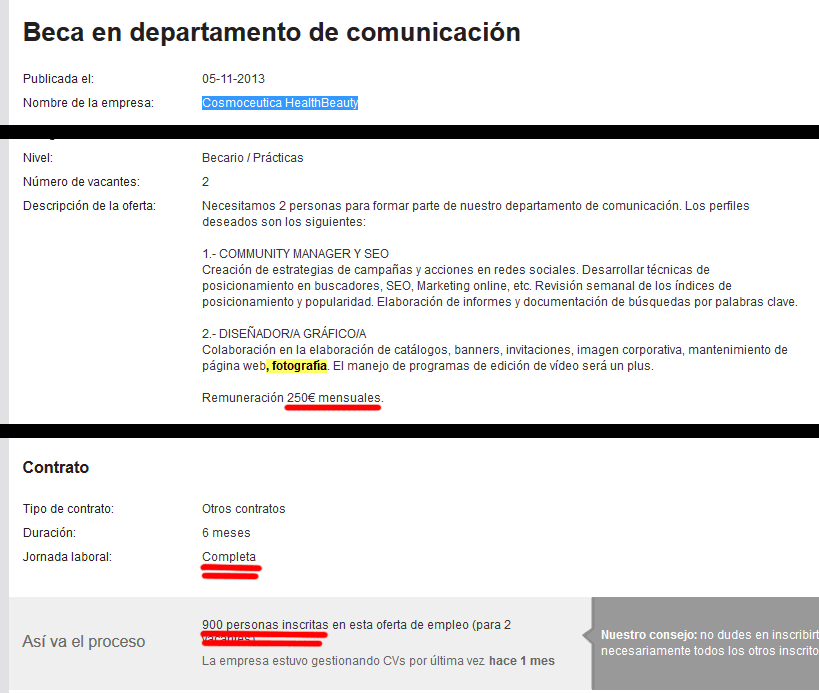 Beca en departamento de comunicación
Publicada el: 05-11-2013
Nombre de la empresa: Cosmoceutica HealthBeauty
Nivel: Becario / Prácticas
Número de vacantes: 2
Descripción de la oferta: Necesitamos 2 personas para formar parte de nuestro departamento de comunicación. Los perfiles
deseados son los siguientes:
1.- COMMUNITY MANAGER Y SEO
Creación de estrategias de campañas y acciones en redes sociales. Desarrollar técnicas de
posicionamiento en buscadores, SEO, Marketing online, etc. Revisión semanal de los índices de
posicionamiento y popularidad. Elaboración de informes y documentación de búsquedas por palabras clave.
2.- DISEÑADOR/A GRÁFICO/A
Colaboración en la elaboración de catálogos, banners, invitaciones, imagen corporativa, mantenimiento de
página web, fotografía. El manejo de programas de edición de vídeo será un plus.
Remuneración 250€ mensuales.
Contrato
Tipo de contrato: Otros contratos
Duración: 6 meses
Jornada laboral: Completa
Así va el proceso
900 personas inscritas en esta oferta de empleo (para 2
vacantes)
La empresa estuvo gestionando CVs por última vez hace 1 mes
Nuestro consejo: no dudes en inscribirt
necesariamente todos los otros inscrito